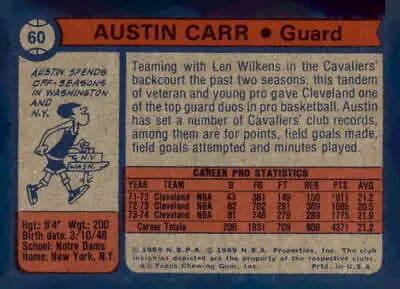 60
AUSTIN CARR • Guard
AUSTIN SPENDS
OFF-SEASONS
IN WASHINGTON
AND
N.Y.
N.Y.
WASH.
Hgt: 6'4" Wgt: 200
Birth date: 3/10/48
School: Notre Dame
Home: New York, N.Y.
Teaming with Len Wilkens in the Cavaliers'
backcourt the past two seasons, this tandem
of veteran and young pro gave Cleveland one
of the top guard duos in pro basketball. Austin
has set a number of Cavaliers' club records,
among them are for points, field goals made,
field goals attempted and minutes played.
CAREER PRO STATISTICS
YEAR TEAM G FG FT REB PTS AVG
71-72 Cleveland NBA 43 381 149 150 911 21.2
72-73 Cleveland NBA 82 702 281 369 1685 20.5
73-74 Cleveland NBA 81 748 279 289 1775 21.9
Career Totals 206 1831 709 808 4371 21.2
© 1969 N.B.P.A. © 1969 N.B.A. Properties, Inc. The
depicted insignia are the exclusive property of the
respective clubs.
© Topps Chewing Gum, Inc. Prtd. in U.S.A.